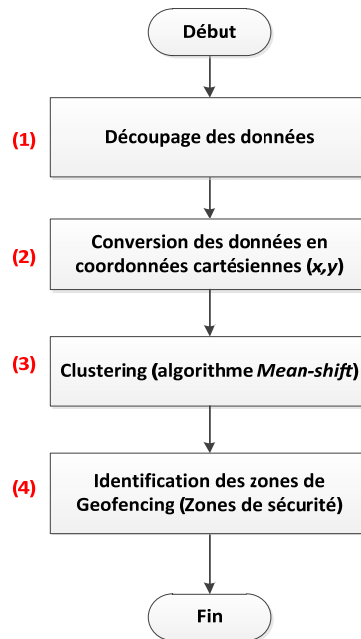 Début
(1)
Découpage des données
(2)
Conversion des données en
coordonnées cartésiennes (x,y)
(3)
Clustering (algorithme Mean-shift)
(4)
Identification des zones de
Geofencing (Zones de sécurité)
Fin